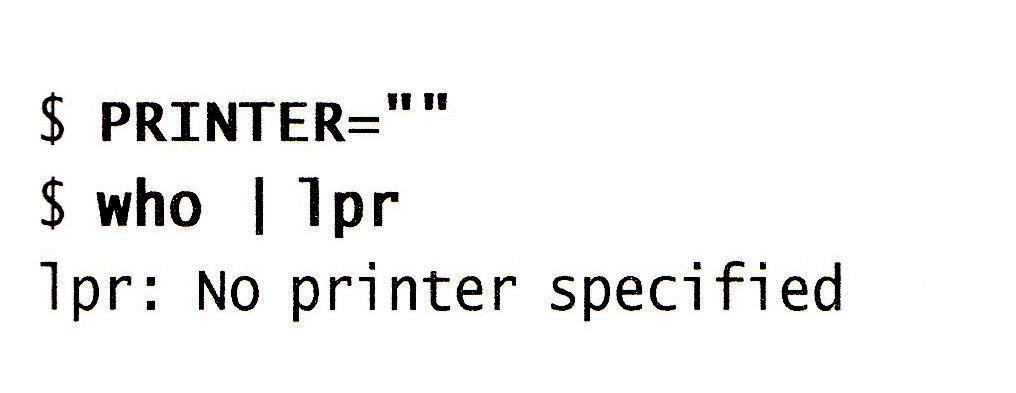 $ PRINTER=""
$ who | lpr
lpr: No printer specified